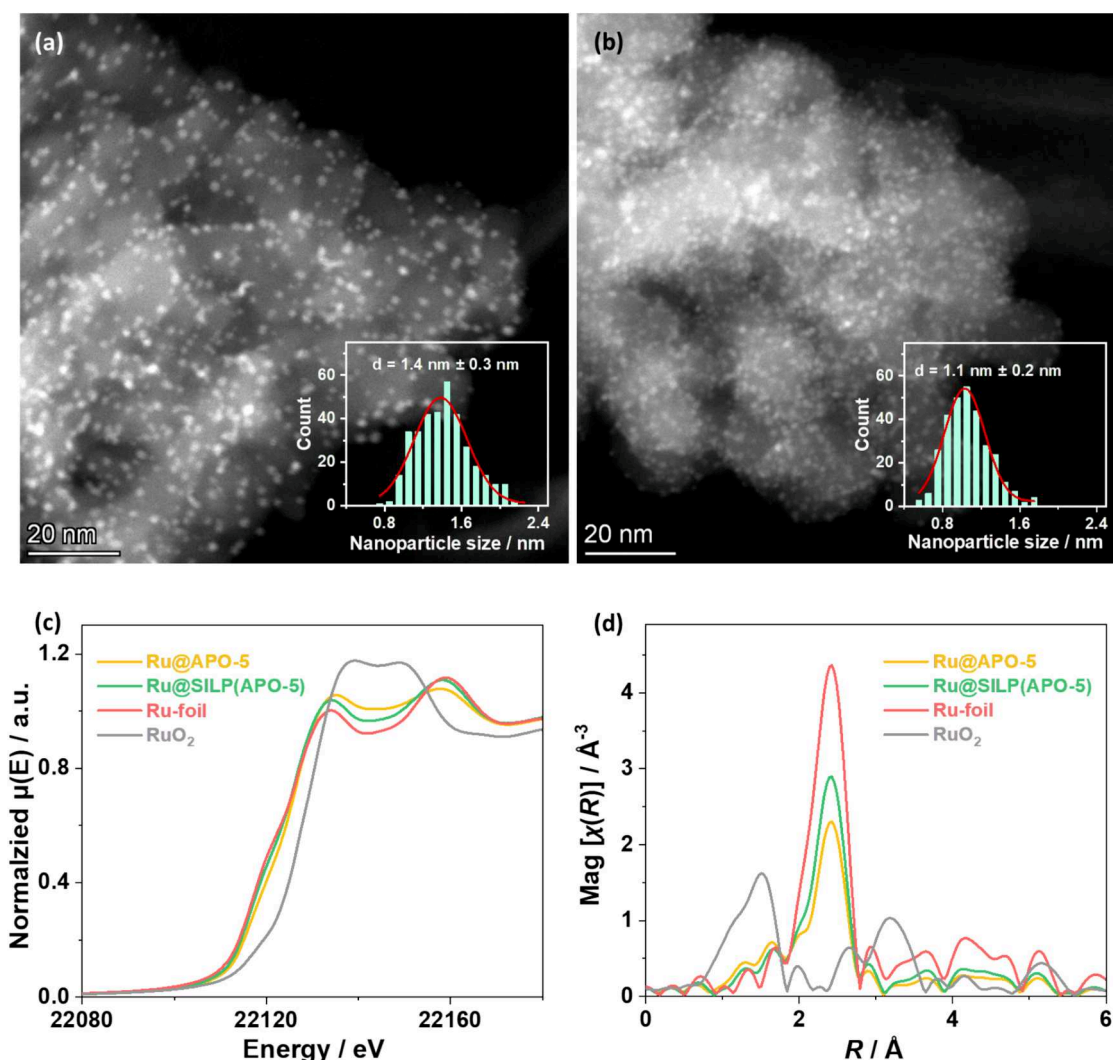 (a)
d = 1.4 nm ± 0.3 nm
60
40
20
0
Count
0.8 1.6 2.4
Nanoparticle size / nm
20 nm
(b)
d = 1.1 nm ± 0.2 nm
60
40
20
0
Count
0.8 1.6 2.4
Nanoparticle size / nm
20 nm
(c)
Ru@APO-5
Ru@SILP(APO-5)
Ru-foil
RuO₂
1.2
0.8
0.4
0.0
Normalzied μ(E) / a.u.
22080 22120 22160
Energy / eV
(d)
Ru@APO-5
Ru@SILP(APO-5)
Ru-foil
RuO₂
4
3
2
1
0
Mag [χ(R)] / Å⁻³
0 2 4 6
R / Å